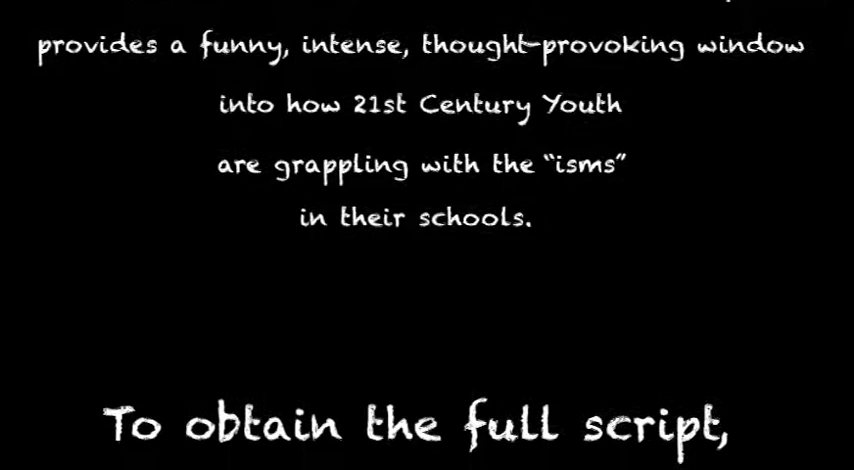 provides a funny, intense, thought-provoking window
into how 21st Century Youth
are grappling with the “isms”
in their schools.
To obtain the full script,